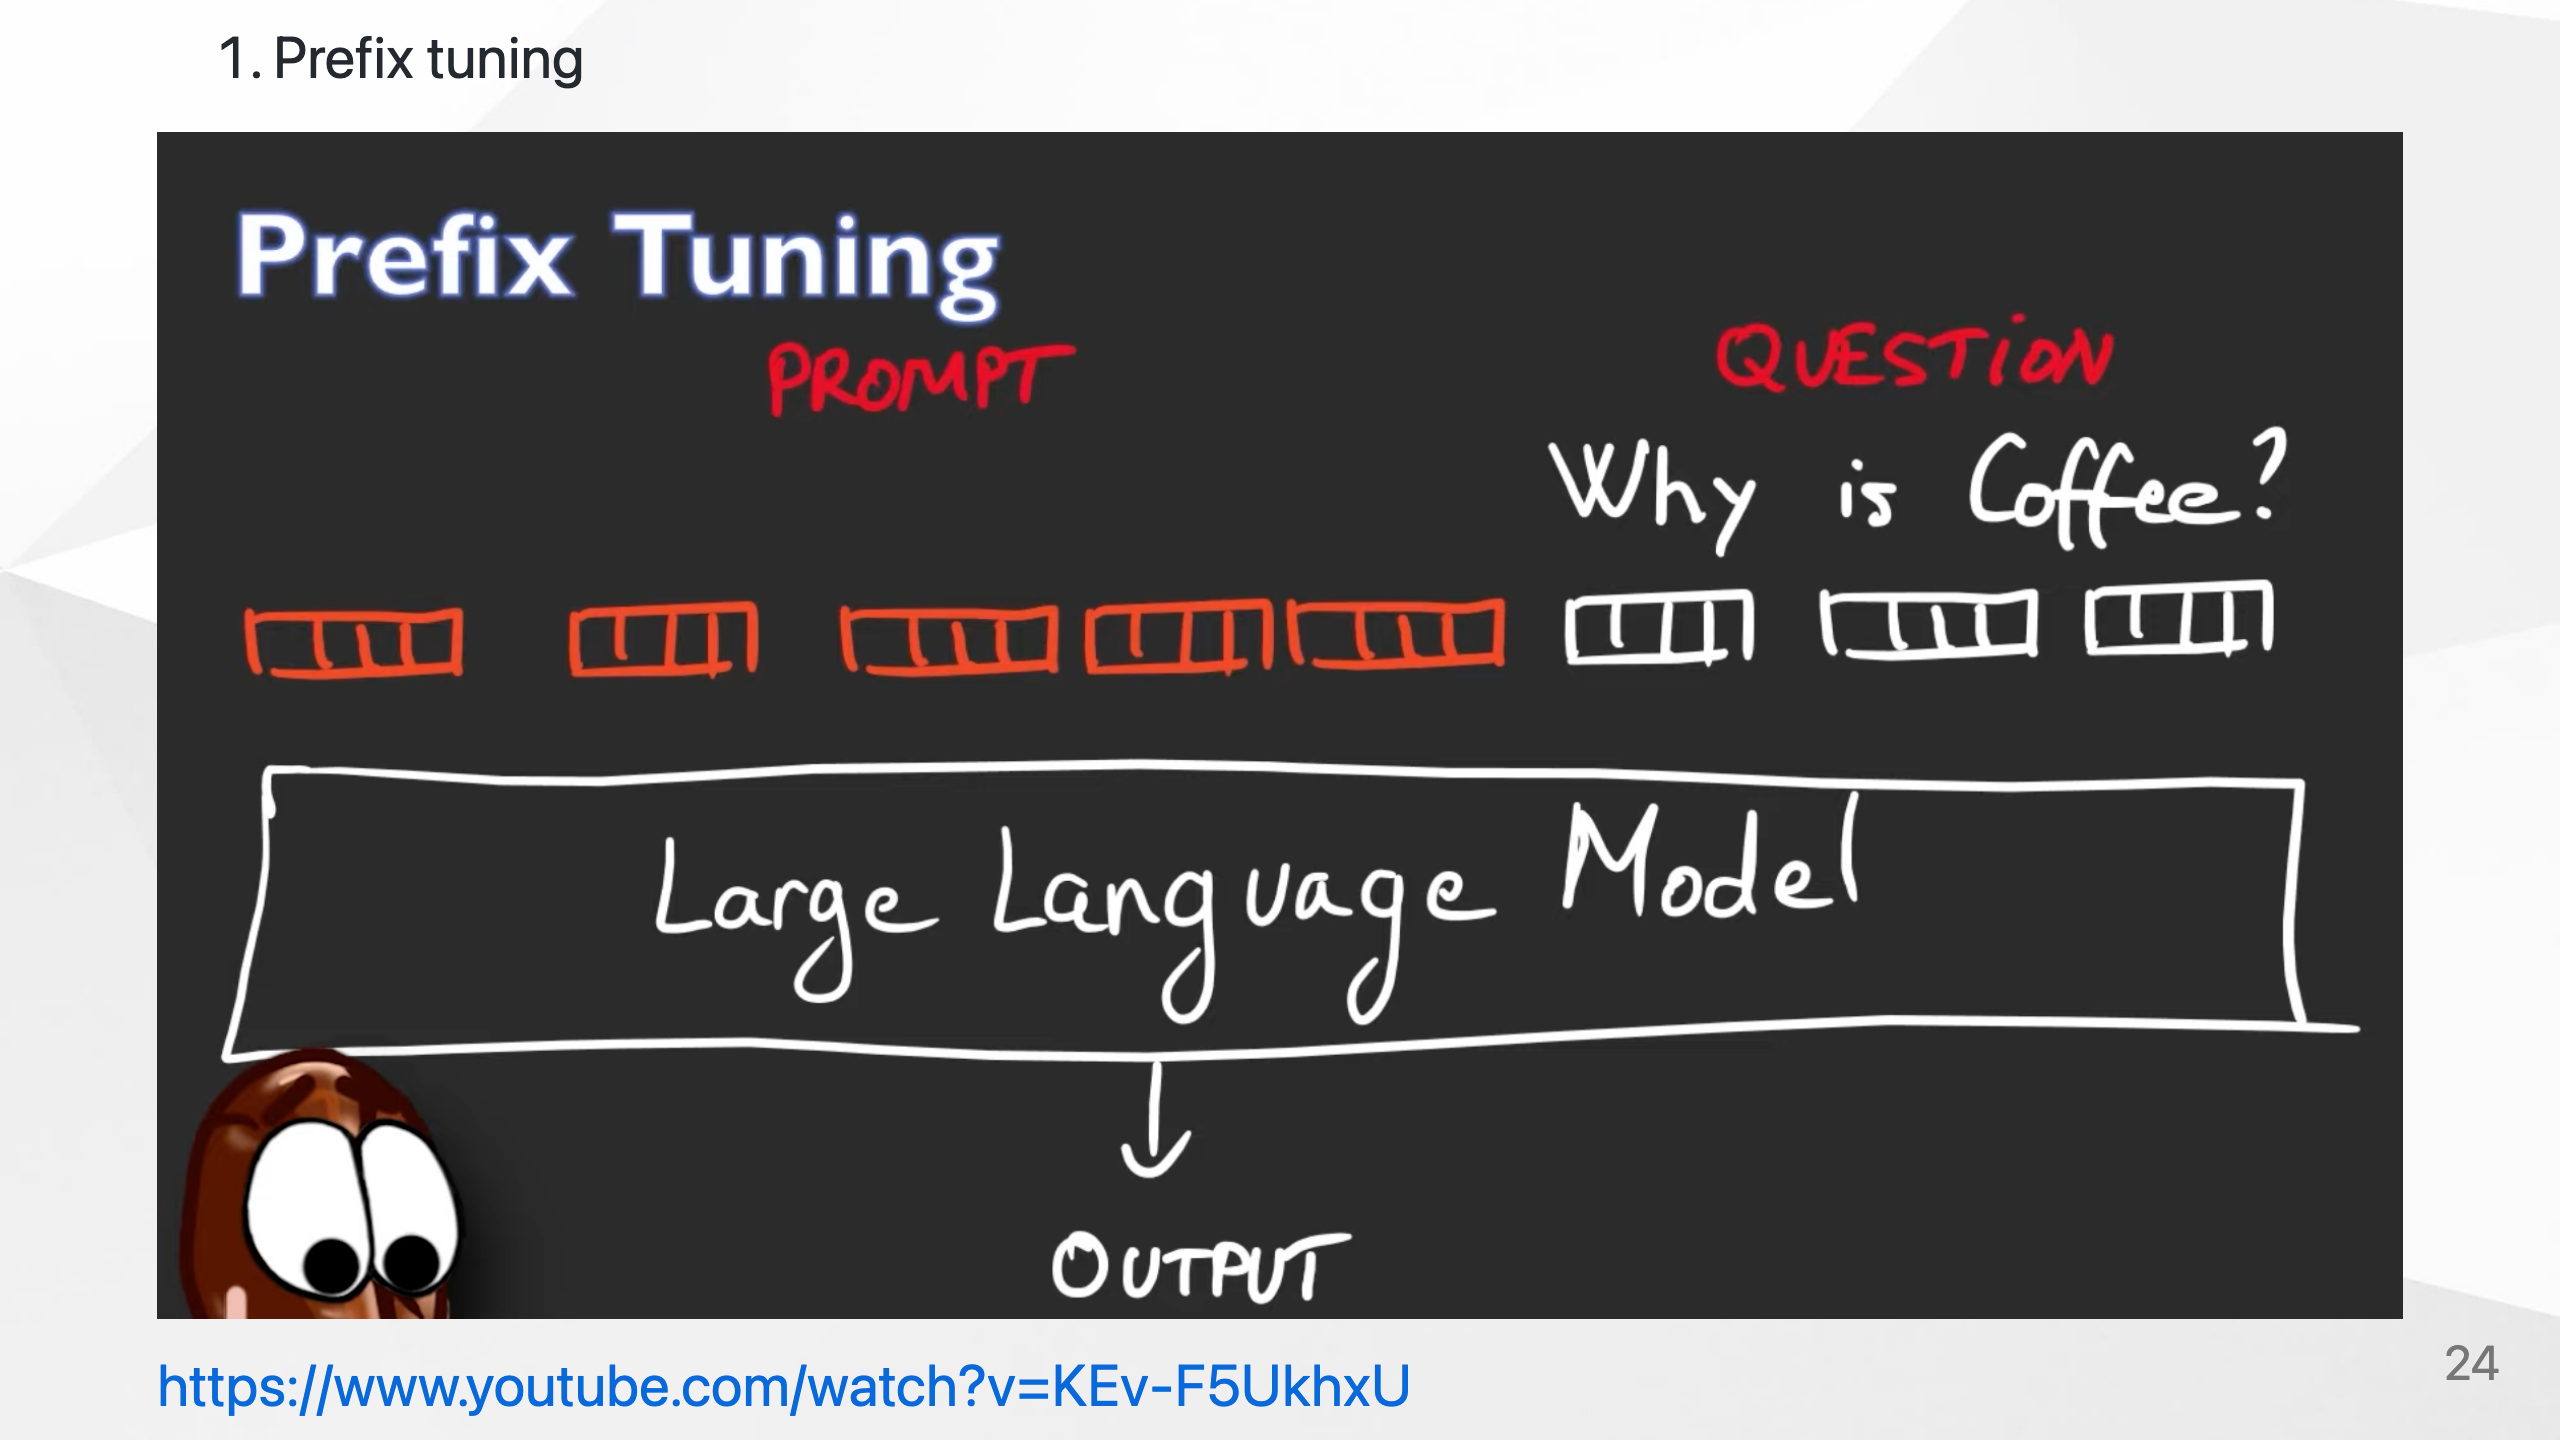 1. Prefix tuning
Prefix Tuning
PROMPT
QUESTION
Why is Coffee?
Large Language Model
OUTPUT
https://www.youtube.com/watch?v=KEv-F5UkhxU
24